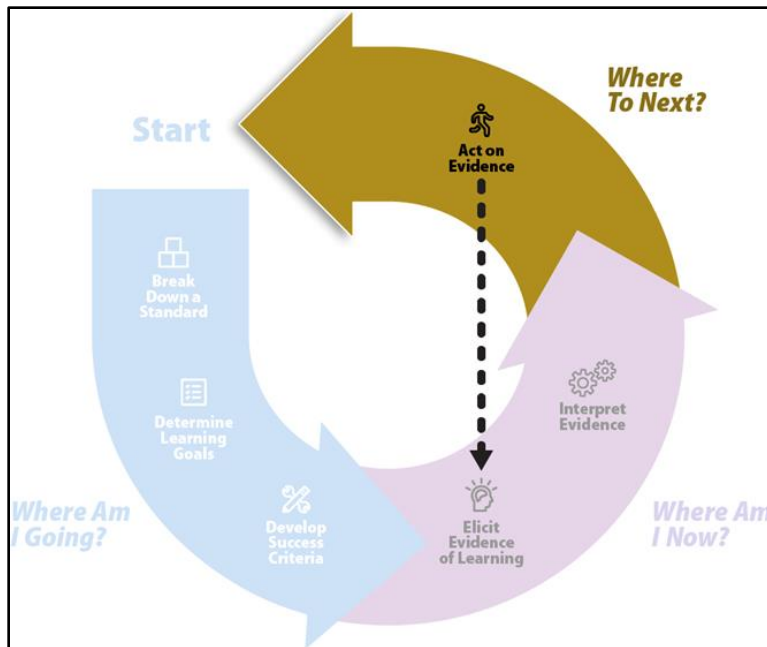 Start
Break
Down a
Standard
Determine
Learning
Goals
Develop
Success
Criteria
Where Am
I Going?
Elicit
Evidence
of Learning
Interpret
Evidence
Where Am
I Now?
Act on
Evidence
Where
To Next?